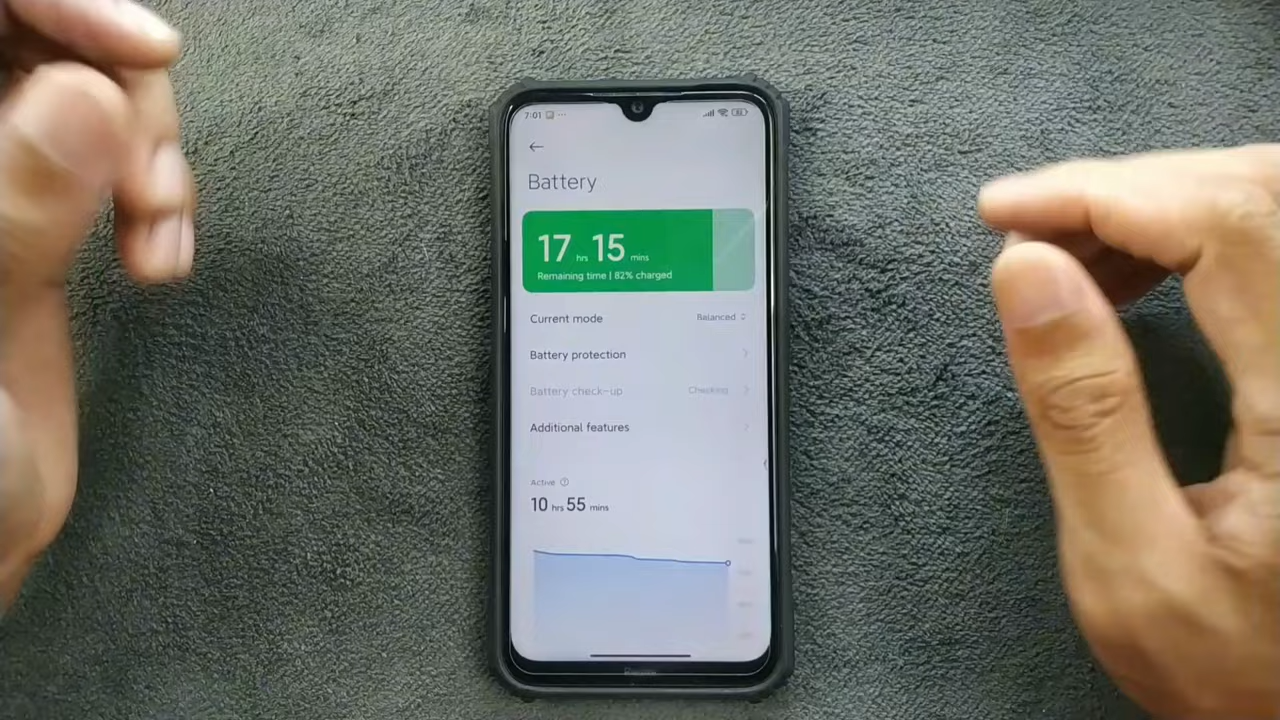 7:01
82
Battery
17 hrs 15 mins
Remaining time | 82% charged
Current mode Balanced
Battery protection
Battery check-up Checking
Additional features
Active
10 hrs 55 mins